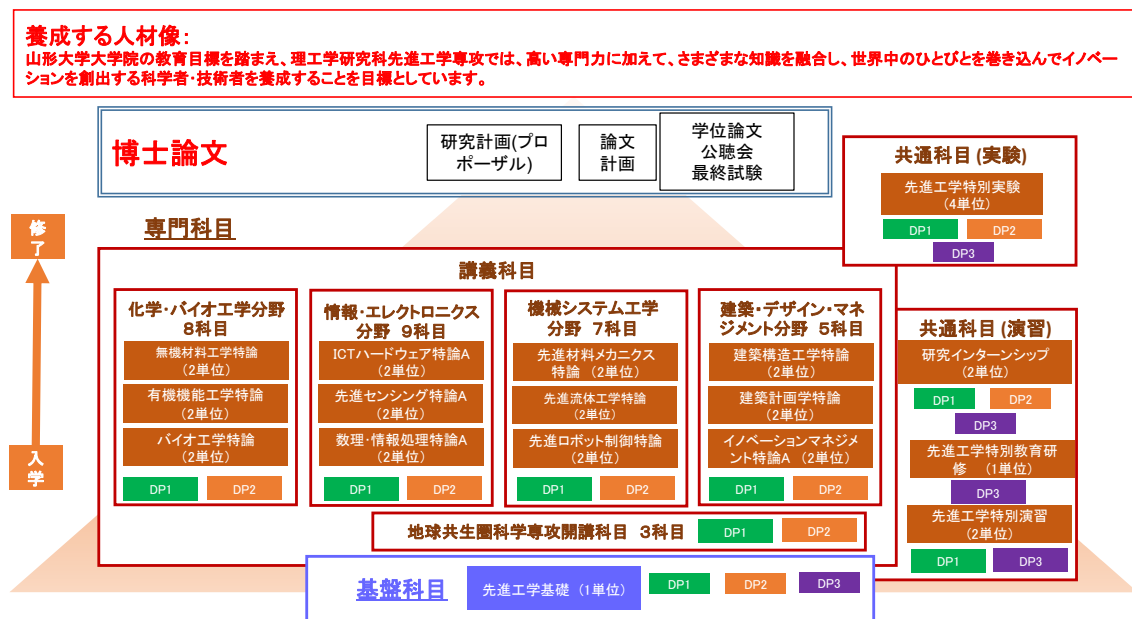 養成する人材像:
山形大学大学院の教育目標を踏まえ、理工学研究科先進工学専攻では、高い専門力に加えて、さまざまな知識を融合し、世界中のひとびとを巻き込んでイノベー
ションを創出する科学者・技術者を養成することを目標としています。
博士論文
研究計画(プロ
ポーザル)
論文
計画
学位論文
公聴会
最終試験
共通科目(実験)
先進工学特別実験
(4単位)
DP1
DP2
DP3
修
了
入
学
専門科目
講義科目
化学・バイオ工学分野
8科目
無機材料工学特論
(2単位)
有機機能工学特論
(2単位)
バイオ工学特論
(2単位)
DP1
DP2
情報・エレクトロニクス
分野 9科目
ICTハードウェア特論A
(2単位)
先進センシング特論A
(2単位)
数理・情報処理特論A
(2単位)
DP1
DP2
機械システム工学
分野 7科目
先進材料メカニクス
特論 (2単位)
先進流体工学特論
(2単位)
先進ロボット制御特論
(2単位)
DP1
DP2
建築・デザイン・マネ
ジメント分野 5科目
建築構造工学特論
(2単位)
建築計画学特論
(2単位)
イノベーションマネジメ
ント特論A (2単位)
DP1
DP2
地球共生圏科学専攻開講科目 3科目
DP1
DP2
共通科目(演習)
研究インターンシップ
(2単位)
DP1
DP2
DP3
先進工学特別教育研
修 (1単位)
DP3
先進工学特別演習
(2単位)
DP1
DP3
基盤科目
先進工学基礎 (1単位)
DP1
DP2
DP3